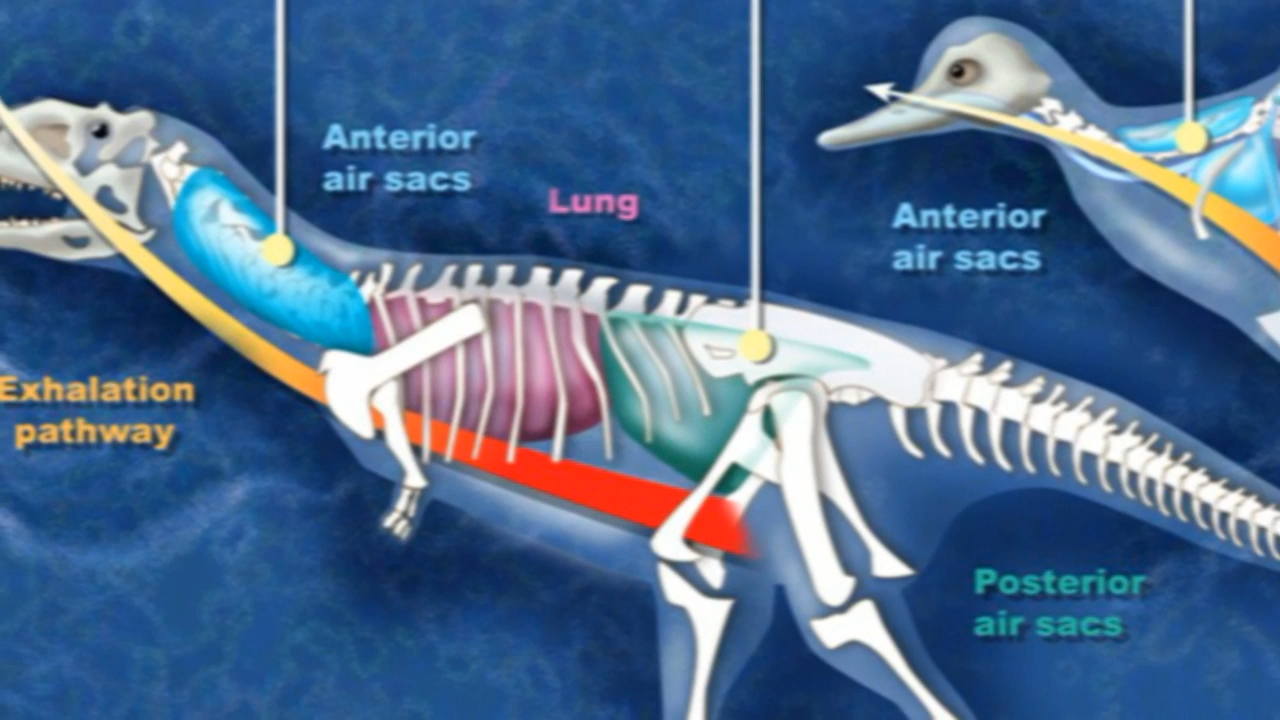 Anterior
air sacs
Lung
Anterior
air sacs
Exhalation
pathway
Posterior
air sacs